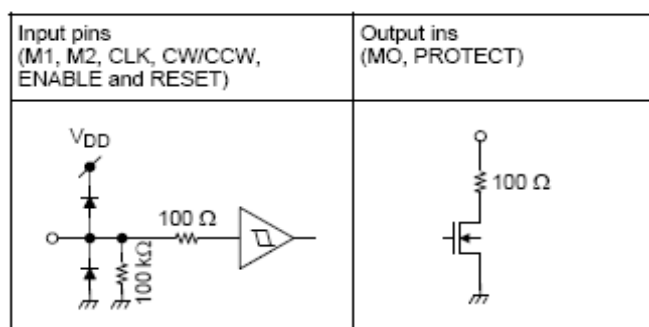 Input pins
(M1, M2, CLK, CW/CCW,
ENABLE and RESET)
Output ins
(MO, PROTECT)
VDD
100 Ω
100 kΩ
100 Ω